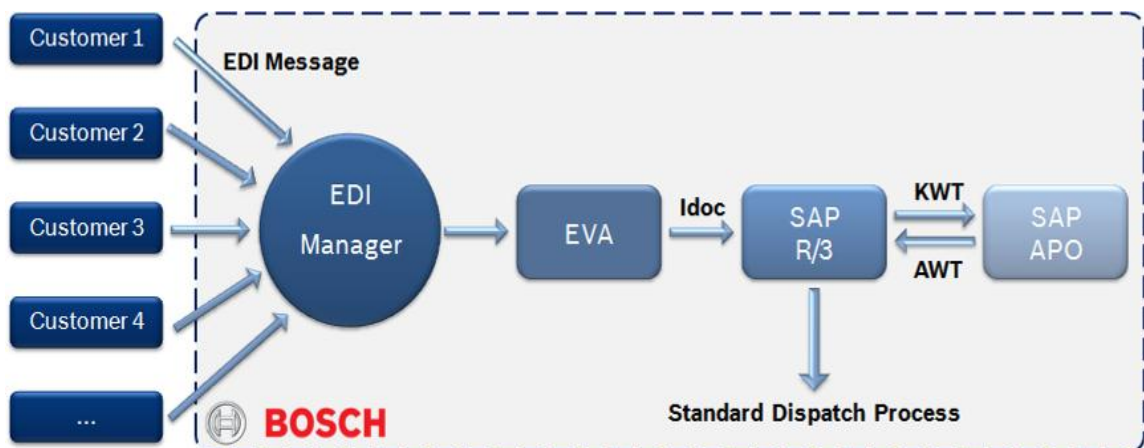 Customer 1
EDI Message
Customer 2
EDI
Manager
Customer 3
EVA
Idoc
SAP
R/3
KWT
AWT
SAP
APO
Customer 4
...
BOSCH
Standard Dispatch Process